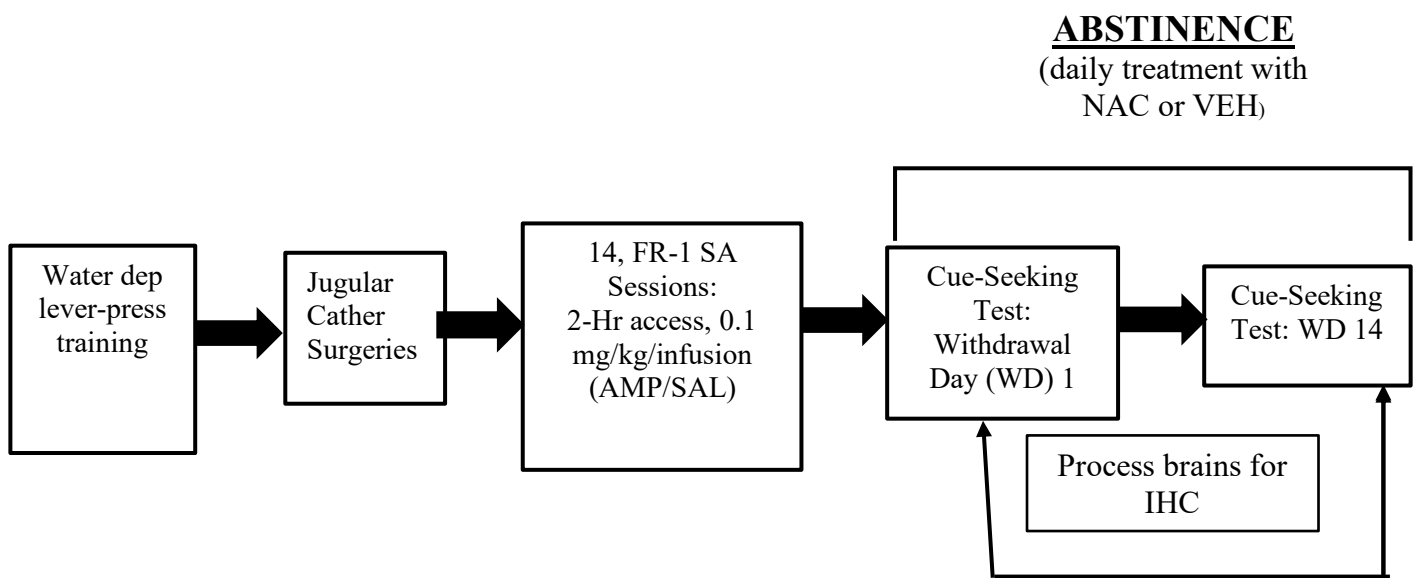 ABSTINENCE
(daily treatment with
NAC or VEH)
Water dep
lever-press
training
Jugular
Cather
Surgeries
14, FR-1 SA
Sessions:
2-Hr access, 0.1
mg/kg/infusion
(AMP/SAL)
Cue-Seeking
Test:
Withdrawal
Day (WD) 1
Cue-Seeking
Test: WD 14
Process brains for
IHC